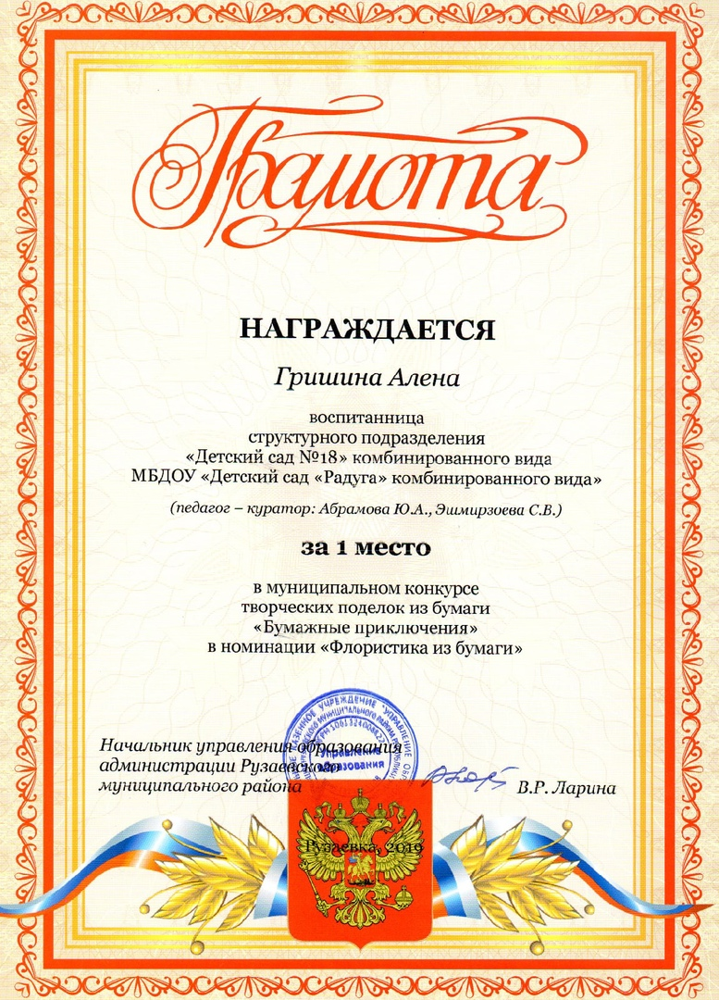 Грамота
НАГРАЖДАЕТСЯ
Гришина Алена
воспитанница
структурного подразделения
«Детский сад №18» комбинированного вида
МБДОУ «Детский сад «Радуга» комбинированного вида»
(педагог – куратор: Абрамова Ю.А., Эшмирзоева С.В.)
за 1 место
в муниципальном конкурсе
творческих поделок из бумаги
«Бумажные приключения»
в номинации «Флористика из бумаги»
Начальник управления образования
администрации Рузаевского
муниципального района
В.Р. Ларина
Управление
образования
Рузаевка, 2019